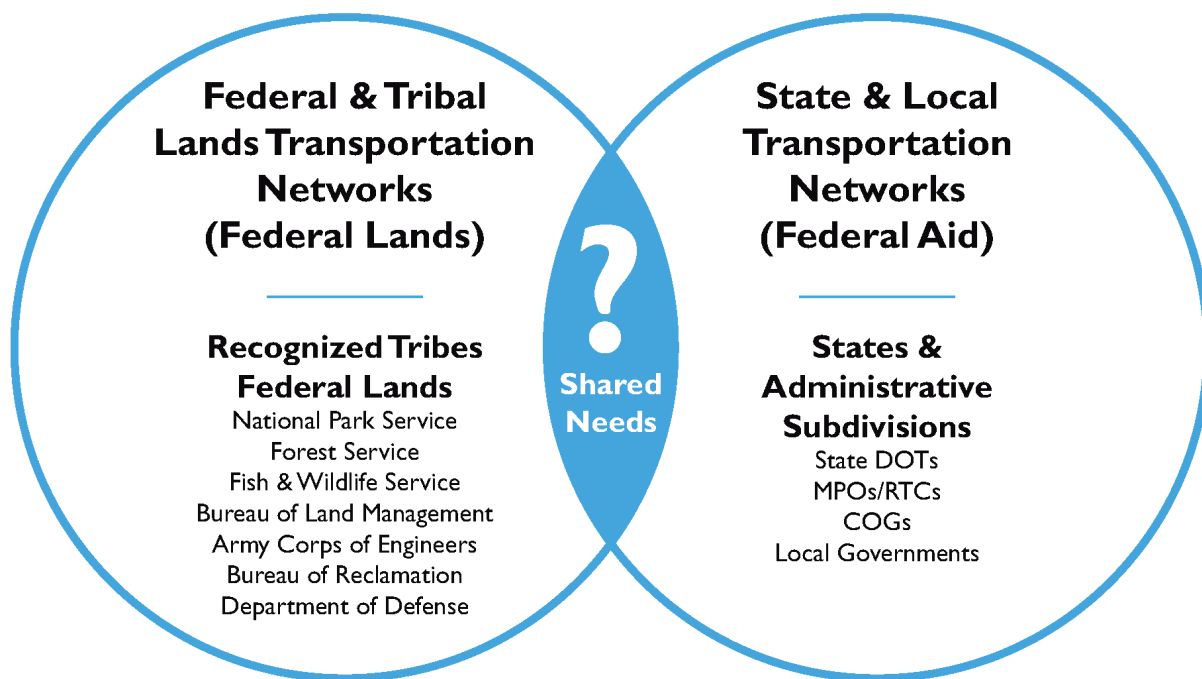 Federal & Tribal
Lands Transportation
Networks
(Federal Lands)
Recognized Tribes
Federal Lands
National Park Service
Forest Service
Fish & Wildlife Service
Bureau of Land Management
Army Corps of Engineers
Bureau of Reclamation
Department of Defense
?
Shared
Needs
State & Local
Transportation
Networks
(Federal Aid)
States &
Administrative
Subdivisions
State DOTs
MPOs/RTCs
COGs
Local Governments